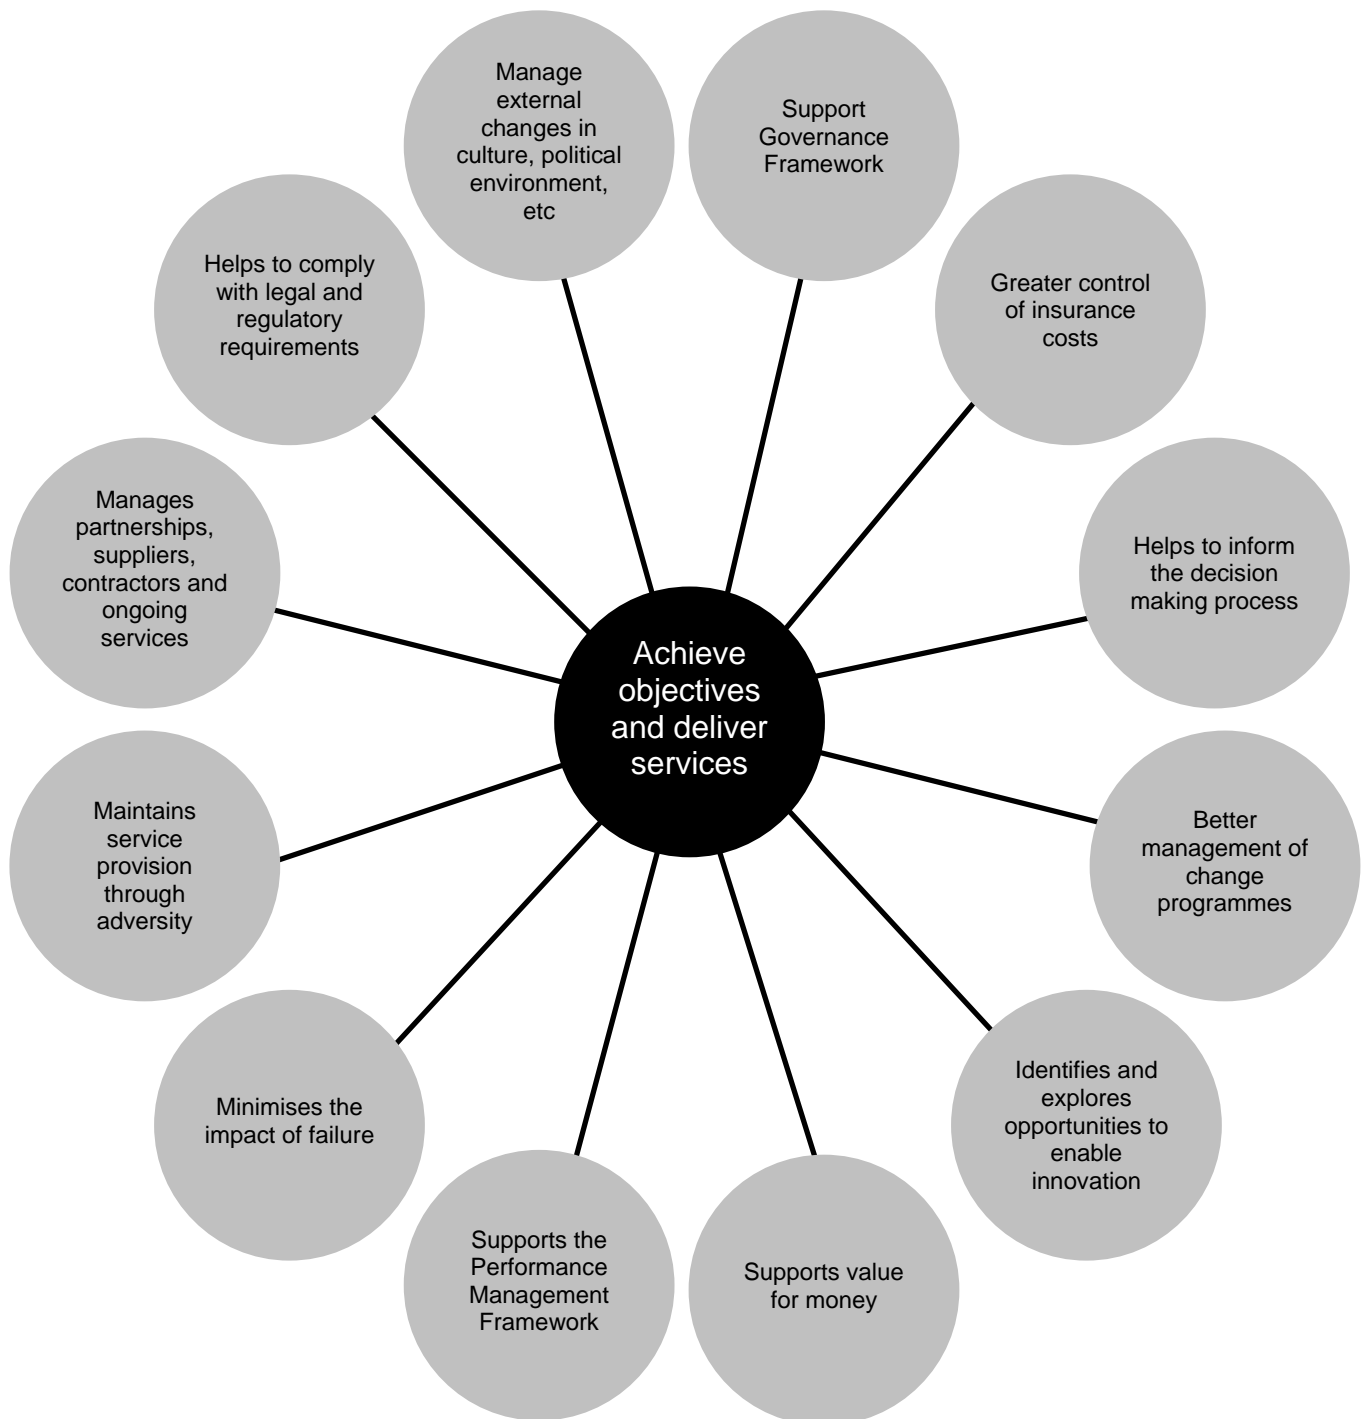 Manage
external
changes in
culture, political
environment,
etc
Support
Governance
Framework
Greater control
of insurance
costs
Helps to inform
the decision
making process
Better
management of
change
programmes
Identifies and
explores
opportunities to
enable
innovation
Supports value
for money
Supports the
Performance
Management
Framework
Minimises the
impact of failure
Maintains
service
provision
through
adversity
Manages
partnerships,
suppliers,
contractors and
ongoing
services
Helps to comply
with legal and
regulatory
requirements
Achieve
objectives
and deliver
services